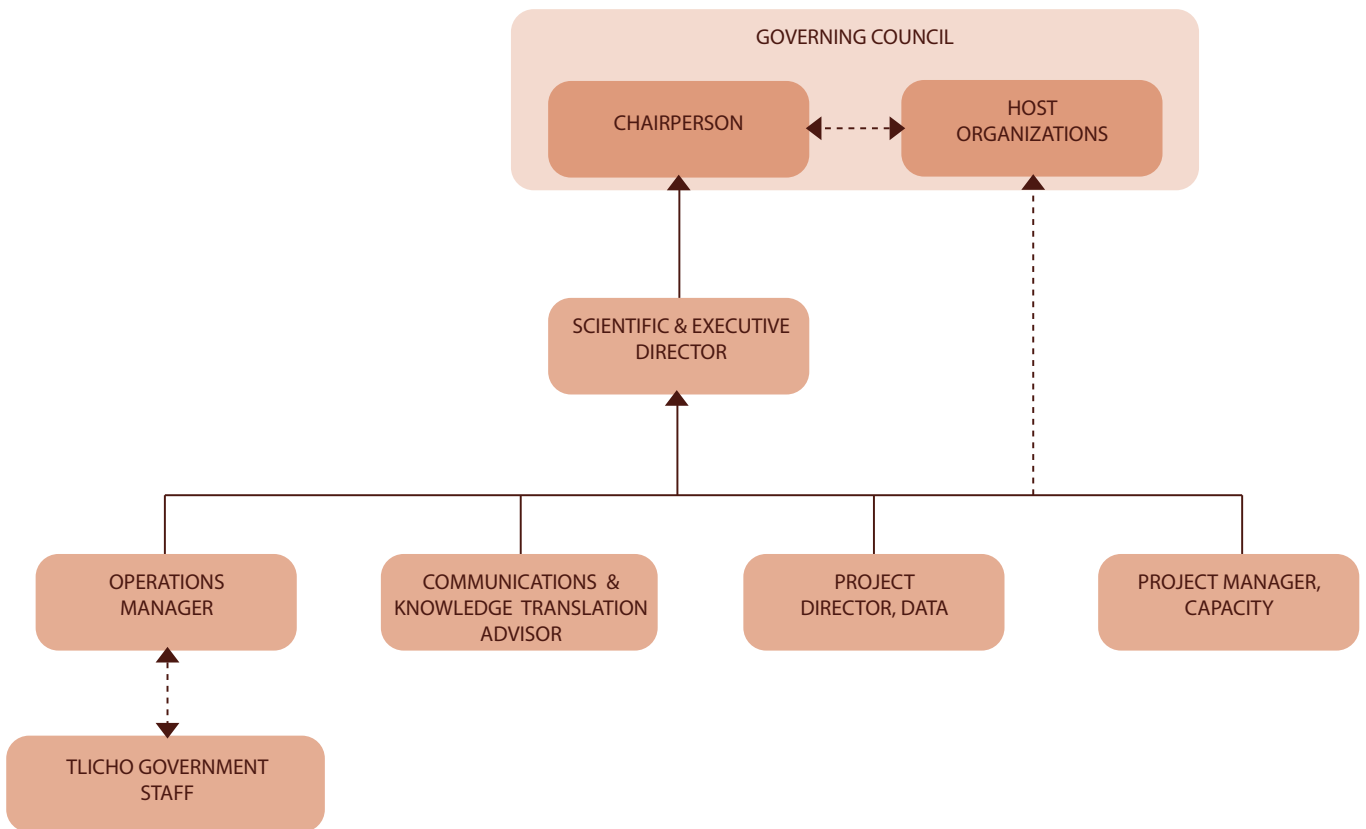 GOVERNING COUNCIL
CHAIRPERSON
HOST
ORGANIZATIONS
SCIENTIFIC & EXECUTIVE
DIRECTOR
OPERATIONS
MANAGER
COMMUNICATIONS &
KNOWLEDGE TRANSLATION
ADVISOR
PROJECT
DIRECTOR, DATA
PROJECT MANAGER,
CAPACITY
TLICHO GOVERNMENT
STAFF